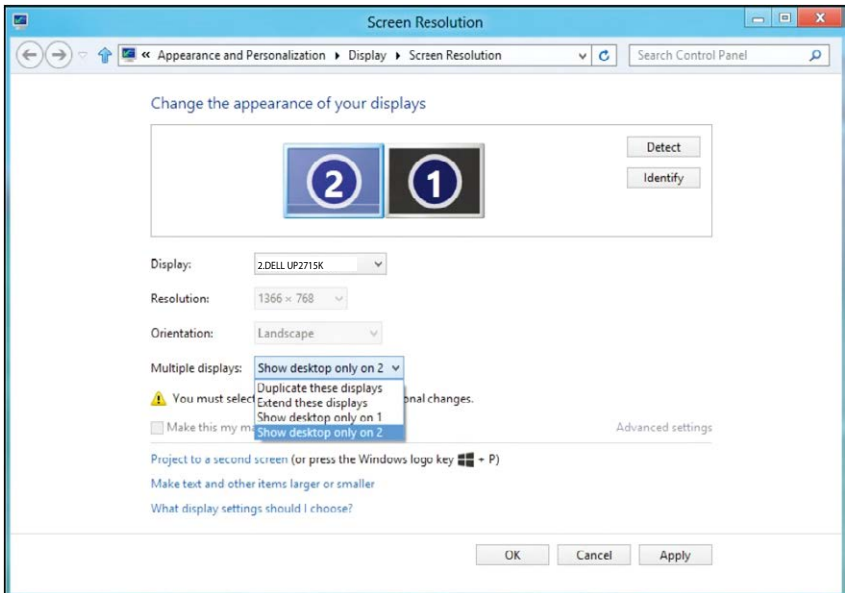 Screen Resolution
« Appearance and Personalization Display Screen Resolution
Search Control Panel
Change the appearance of your displays
2
1
Detect
Identify
Display: 2.DELL UP2715K
Resolution: 1366 × 768
Orientation: Landscape
Multiple displays: Show desktop only on 2
Duplicate these displays
You must select onal changes.
Extend these displays
Show desktop only on 1
Make this my ma
Show desktop only on 2
Advanced settings
Project to a second screen (or press the Windows logo key + P)
Make text and other items larger or smaller
What display settings should I choose?
OK Cancel Apply